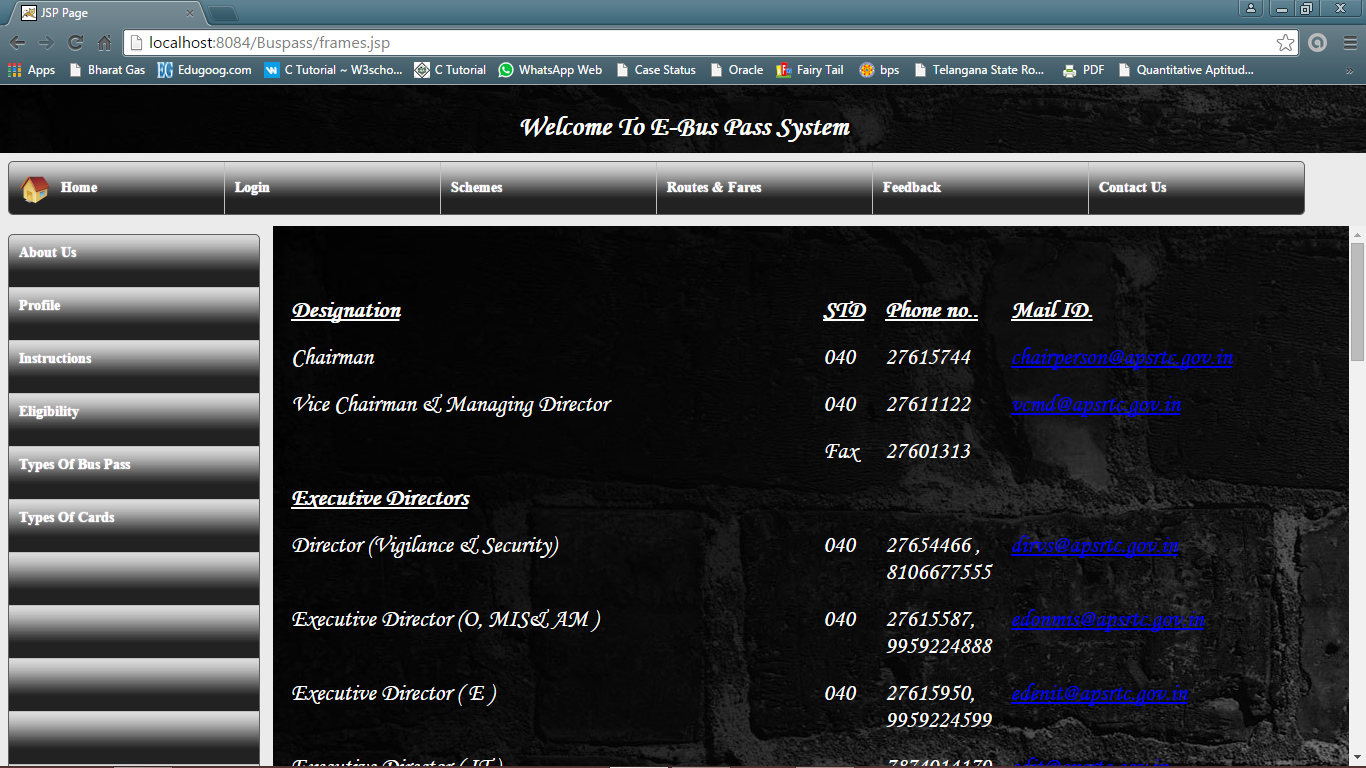 JSP Page
localhost:8084/Buspass/frames.jsp
Apps Bharat Gas Edugoog.com C Tutorial ~ W3scho... C Tutorial WhatsApp Web Case Status Oracle Fairy Tail bps Telangana State Ro... PDF Quantitative Aptitud... »
Welcome To E-Bus Pass System
Home Login Schemes Routes & Fares Feedback Contact Us
About Us
Profile
Instructions
Eligibility
Types Of Bus Pass
Types Of Cards
Designation STD Phone no.. Mail ID.
Chairman 040 27615744 chairperson@apsrtc.gov.in
Vice Chairman & Managing Director 040 27611122 vcmd@apsrtc.gov.in
Fax 27601313
Executive Directors
Director (Vigilance & Security) 040 27654466 , dirvs@apsrtc.gov.in
8106677555
Executive Director (O, MIS& AM ) 040 27615587, edonmis@apsrtc.gov.in
9959224888
Executive Director ( E ) 040 27615950, edenit@apsrtc.gov.in
9959224599
Executive Director ( IT )